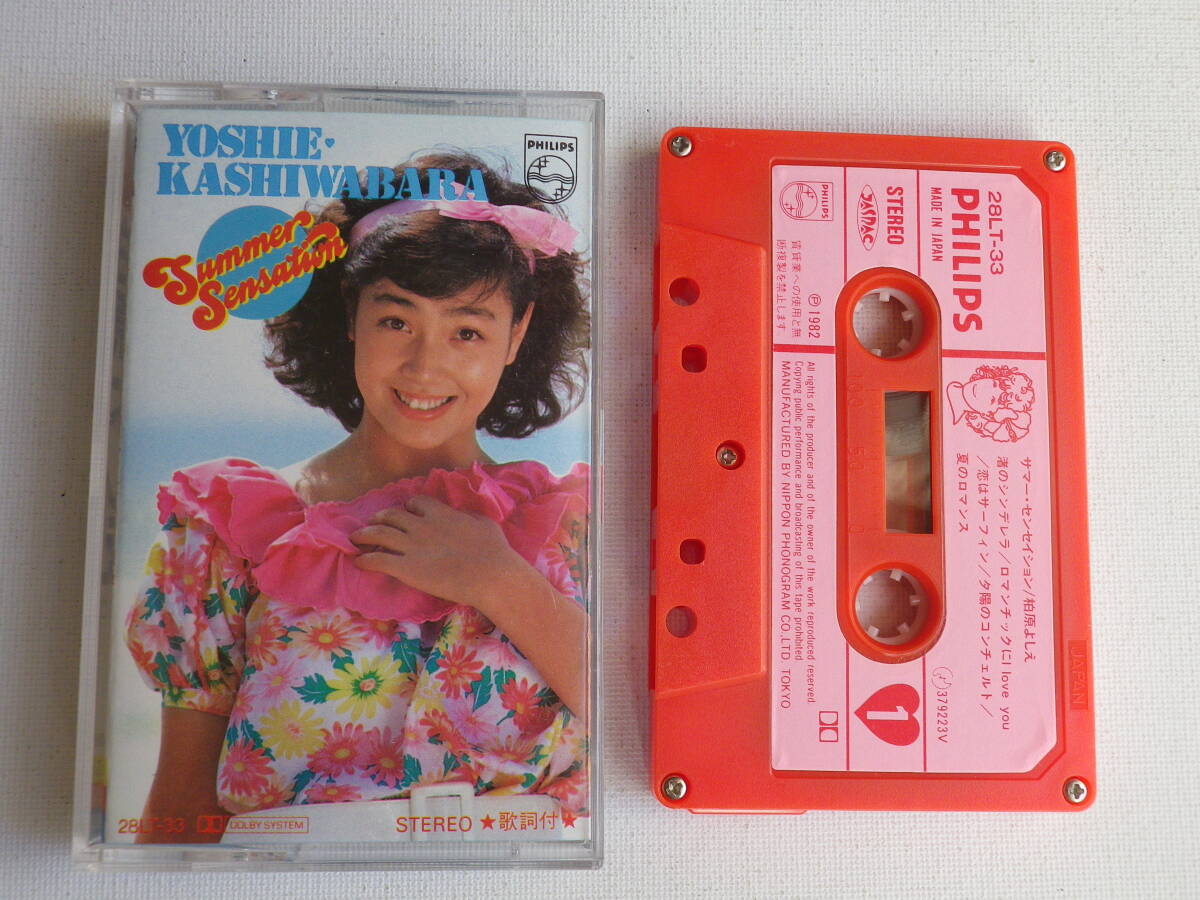 YOSHIE♥
KASHIWABARA
Summer
Sensation
PHILIPS
28LT-33 DOLBY SYSTEM STEREO ★歌詞付★
28LT-33
PHILIPS
MADE IN JAPAN
STEREO
JASRAC
PHILIPS
サマー・センセイション/柏原よしえ
渚のシンデレラ/ロマンチックにI love you
/恋はサーフィン/夕陽のコンチェルト/
夏のロマンス
賃貸業への使用と無
断複製を禁止します。
Ⓟ1982
All rights of the producer and of the owner of the work reproduced reserved.
Copying public performance and broadcasting of this tape prohibited
MANUFACTURED BY NIPPON PHONOGRAM CO., LTD. TOKYO
379223V
1
JAPAN
100 50